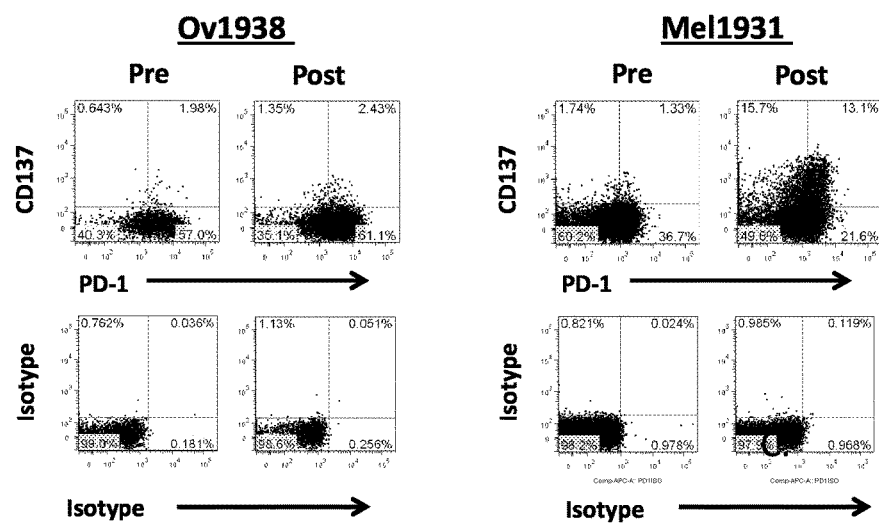 Ov1938 Mel1931
Pre Post Pre Post
0.643% 1.98% 1.35% 2.43% 1.74% 1.33% 15.7% 13.1%
CD137 CD137
40.3% 57.0% 35.1% 61.1% 60.2% 36.7% 49.6% 21.6%
PD-1 PD-1
0.762% 0.036% 1.13% 0.051% 0.821% 0.024% 0.985% 0.119%
Isotype Isotype
99.0% 0.181% 98.6% 0.256% 98.2% 0.978% 0.968%
Comp-APC-A:: PD1ISO Comp-APC-A:: PD1ISO
Isotype Isotype